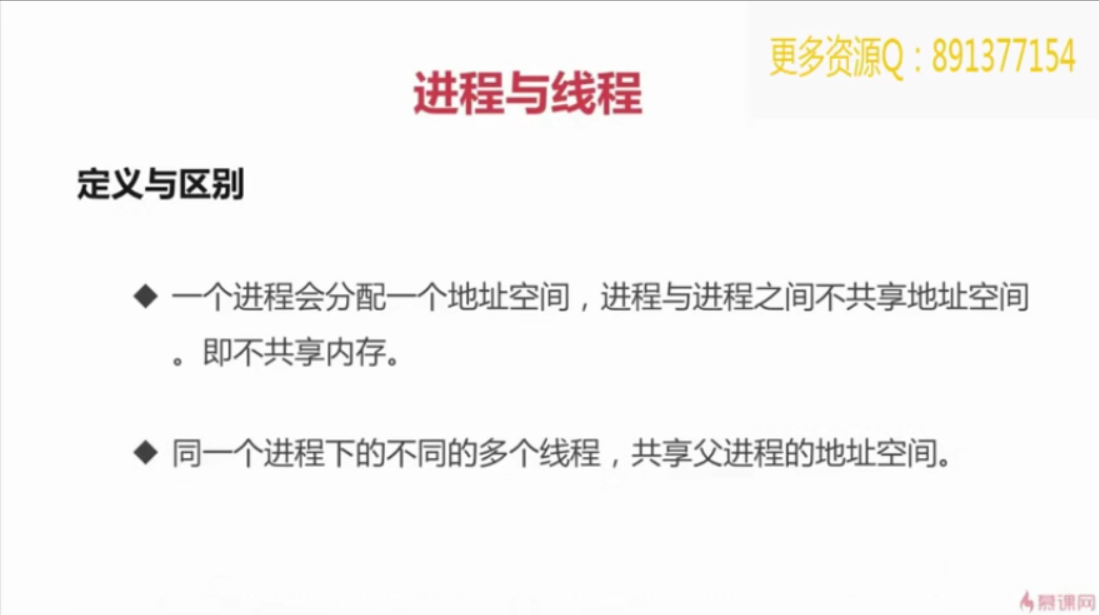 更多资源Q：891377154
进程与线程
定义与区别
◆ 一个进程会分配一个地址空间，进程与进程之间不共享地址空间
。即不共享内存。
◆ 同一个进程下的不同的多个线程，共享父进程的地址空间。
慕课网